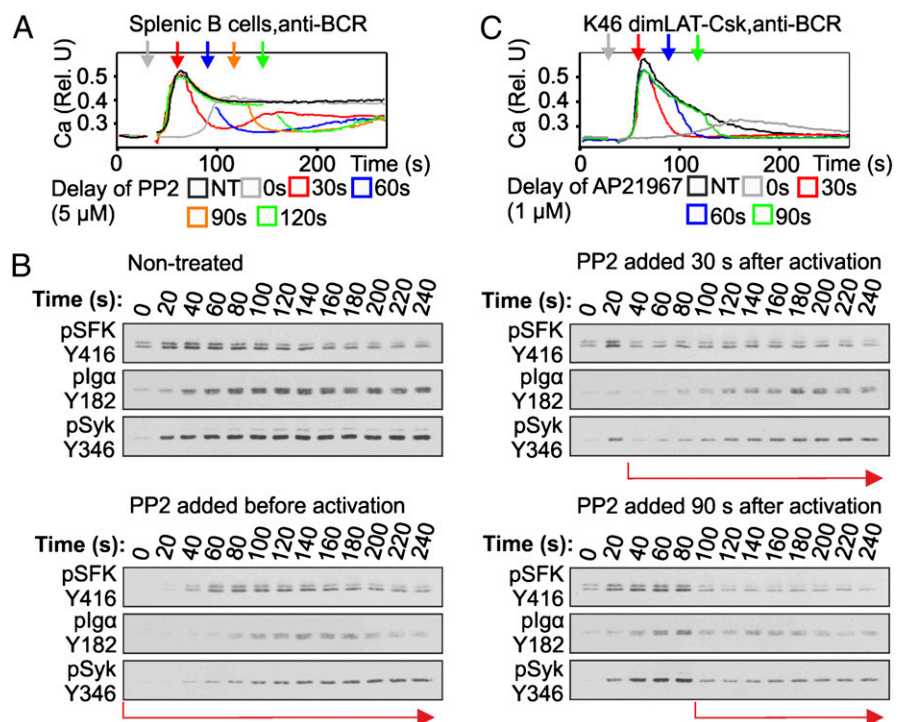 A
Splenic B cells,anti-BCR
Ca (Rel. U)
0.5
0.4
0.3
0
100
200
Time (s)
Delay of PP2
(5 µM)
NT 0s 30s 60s
90s 120s
C
K46 dimLAT-Csk,anti-BCR
Ca (Rel. U)
0.5
0.4
0.3
0
100
200
Time (s)
Delay of AP21967
(1 µM)
NT 0s 30s
60s 90s
B
Non-treated
Time (s): 0 20 40 60 80 100 120 140 160 180 200 220 240
pSFK
Y416
pIgα
Y182
pSyk
Y346
PP2 added 30 s after activation
Time (s): 0 20 40 60 80 100 120 140 160 180 200 220 240
pSFK
Y416
pIgα
Y182
pSyk
Y346
PP2 added before activation
Time (s): 0 20 40 60 80 100 120 140 160 180 200 220 240
pSFK
Y416
pIgα
Y182
pSyk
Y346
PP2 added 90 s after activation
Time (s): 0 20 40 60 80 100 120 140 160 180 200 220 240
pSFK
Y416
pIgα
Y182
pSyk
Y346